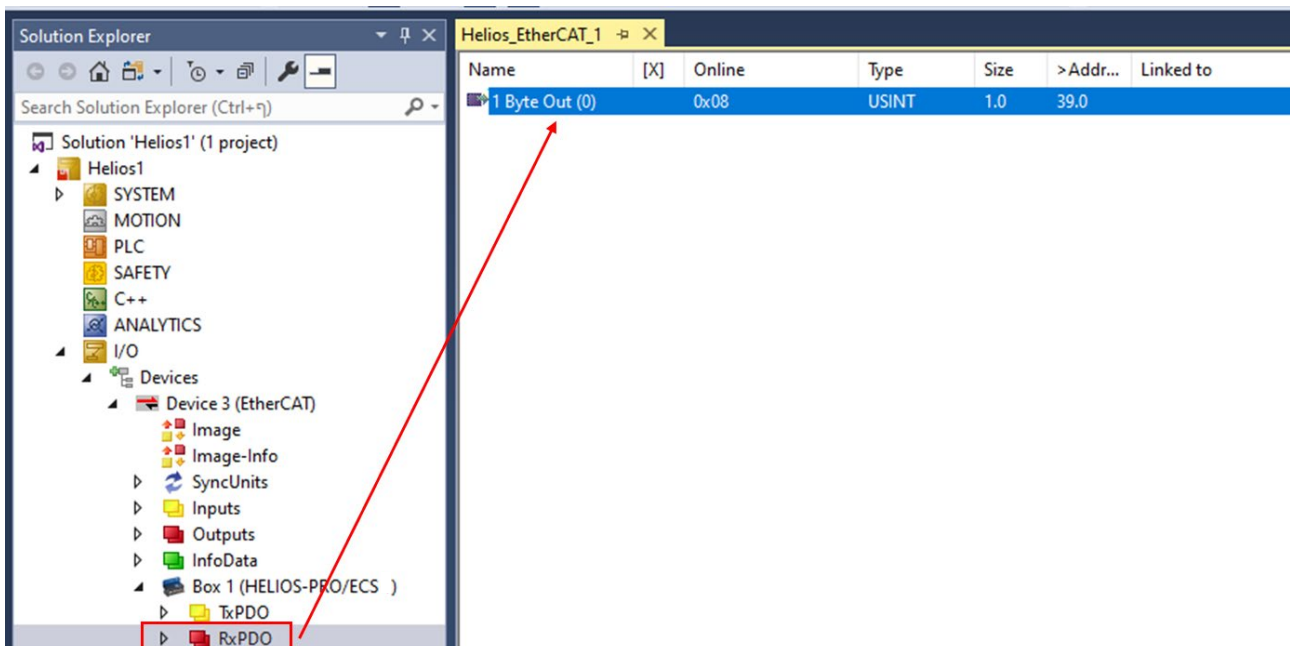 Solution Explorer
Search Solution Explorer (Ctrl+ף)
Solution 'Helios1' (1 project)
Helios1
SYSTEM
MOTION
PLC
SAFETY
C++
ANALYTICS
I/O
Devices
Device 3 (EtherCAT)
Image
Image-Info
SyncUnits
Inputs
Outputs
InfoData
Box 1 (HELIOS-PRO/ECS )
TxPDO
RxPDO
Helios_EtherCAT_1
Name [X] Online Type Size >Addr... Linked to
1 Byte Out (0) 0x08 USINT 1.0 39.0